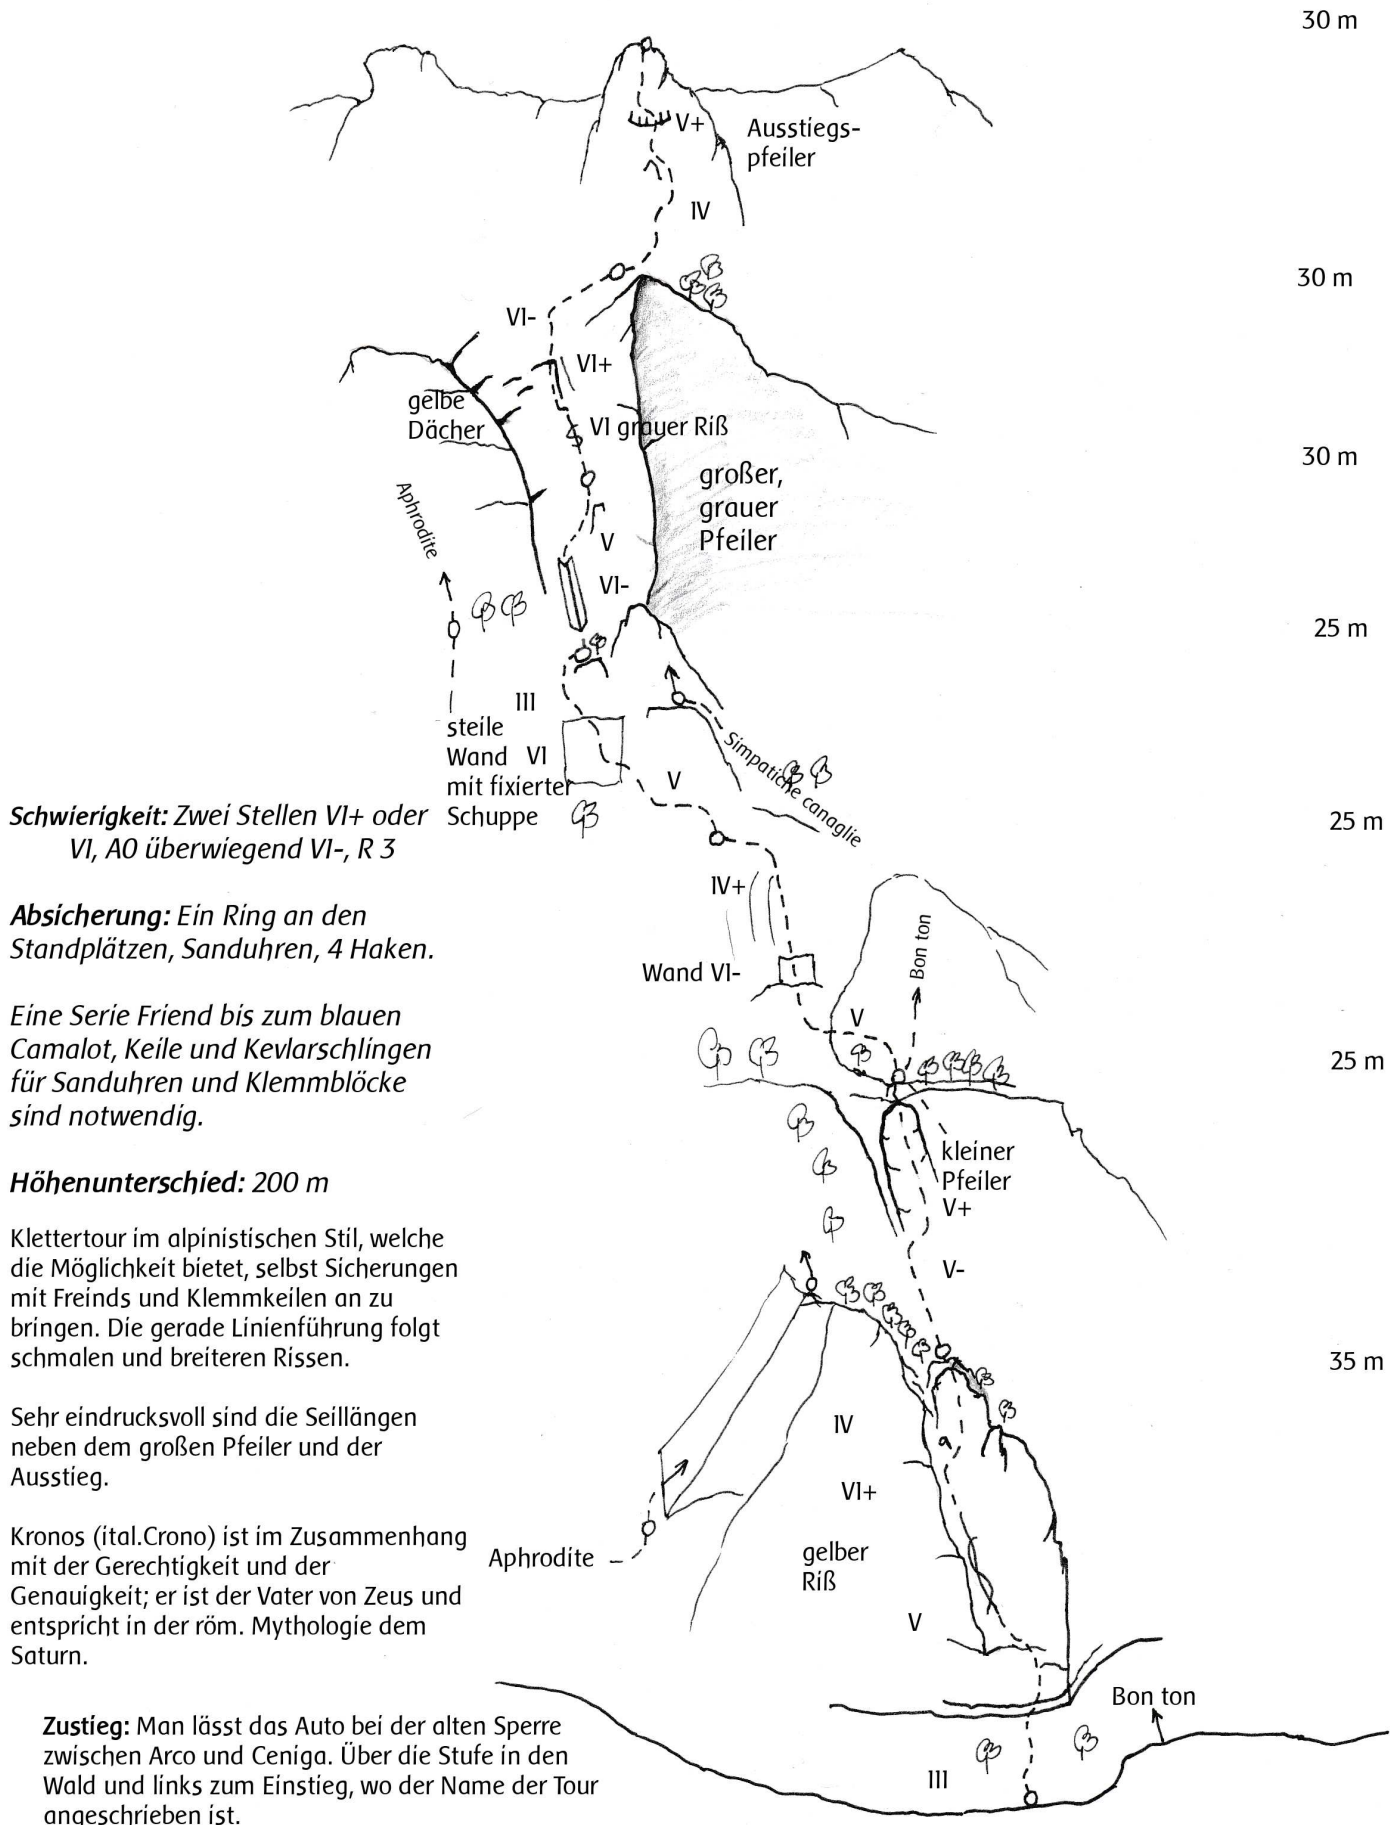 30 m
V+
Ausstiegs-
pfeiler
IV
30 m
VI-
VI+
gelbe
Dächer
VI grauer Riß
30 m
großer,
grauer
Pfeiler
Aphrodite
V
VI-
25 m
III
steile
Wand VI
mit fixierter
Schuppe
V
Simpatiche canaglie
25 m
Schwierigkeit: Zwei Stellen VI+ oder
VI, A0 überwiegend VI-, R 3
IV+
Absicherung: Ein Ring an den
Standplätzen, Sanduhren, 4 Haken.
Wand VI-
Bon ton
V
Eine Serie Friend bis zum blauen
Camalot, Keile und Kevlarschlingen
für Sanduhren und Klemmblöcke
sind notwendig.
25 m
kleiner
Pfeiler
V+
Höhenunterschied: 200 m
V-
Klettertour im alpinistischen Stil, welche
die Möglichkeit bietet, selbst Sicherungen
mit Freinds und Klemmkeilen an zu
bringen. Die gerade Linienführung folgt
schmalen und breiteren Rissen.
35 m
Sehr eindrucksvoll sind die Seillängen
neben dem großen Pfeiler und der
Ausstieg.
IV
VI+
gelber
Riß
Aphrodite
V
Kronos (ital.Crono) ist im Zusammenhang
mit der Gerechtigkeit und der
Genauigkeit; er ist der Vater von Zeus und
entspricht in der röm. Mythologie dem
Saturn.
Bon ton
III
Zustieg: Man lässt das Auto bei der alten Sperre
zwischen Arco und Ceniga. Über die Stufe in den
Wald und links zum Einstieg, wo der Name der Tour
angeschrieben ist.